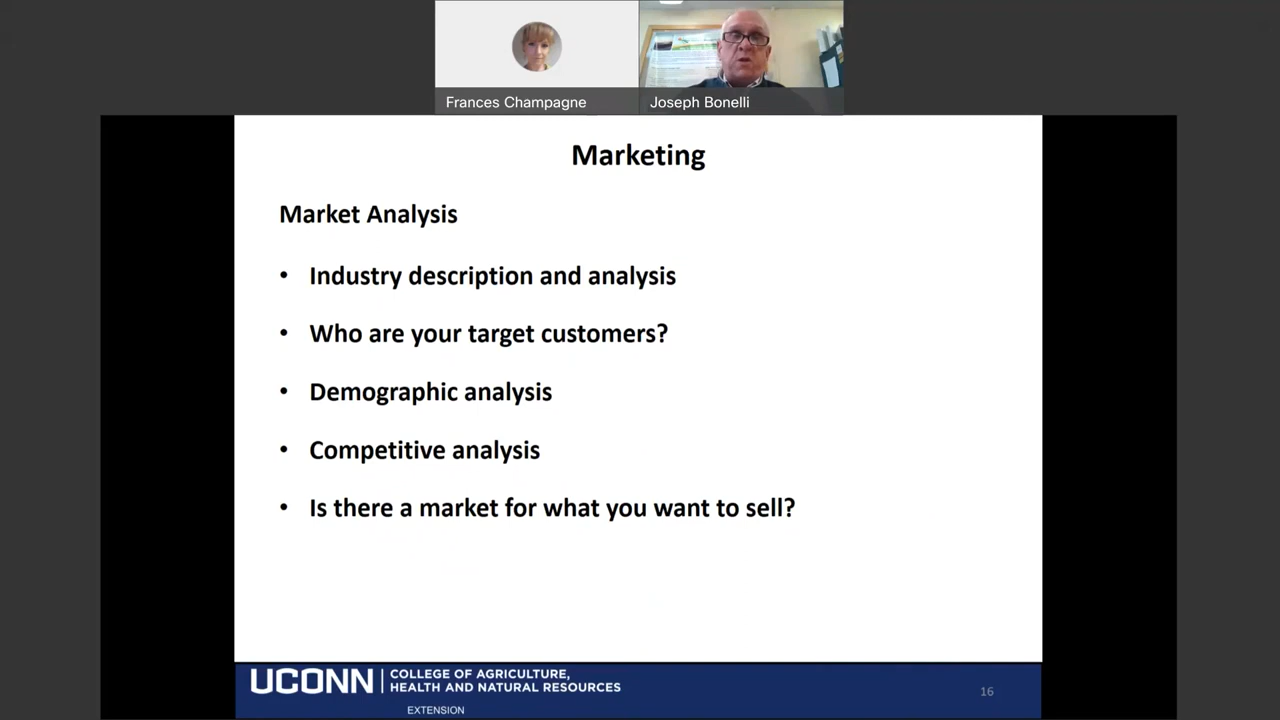 Frances Champagne
Joseph Bonelli
Marketing
Market Analysis
• Industry description and analysis
• Who are your target customers?
• Demographic analysis
• Competitive analysis
• Is there a market for what you want to sell?
UCONN
COLLEGE OF AGRICULTURE,
HEALTH AND NATURAL RESOURCES
EXTENSION
16